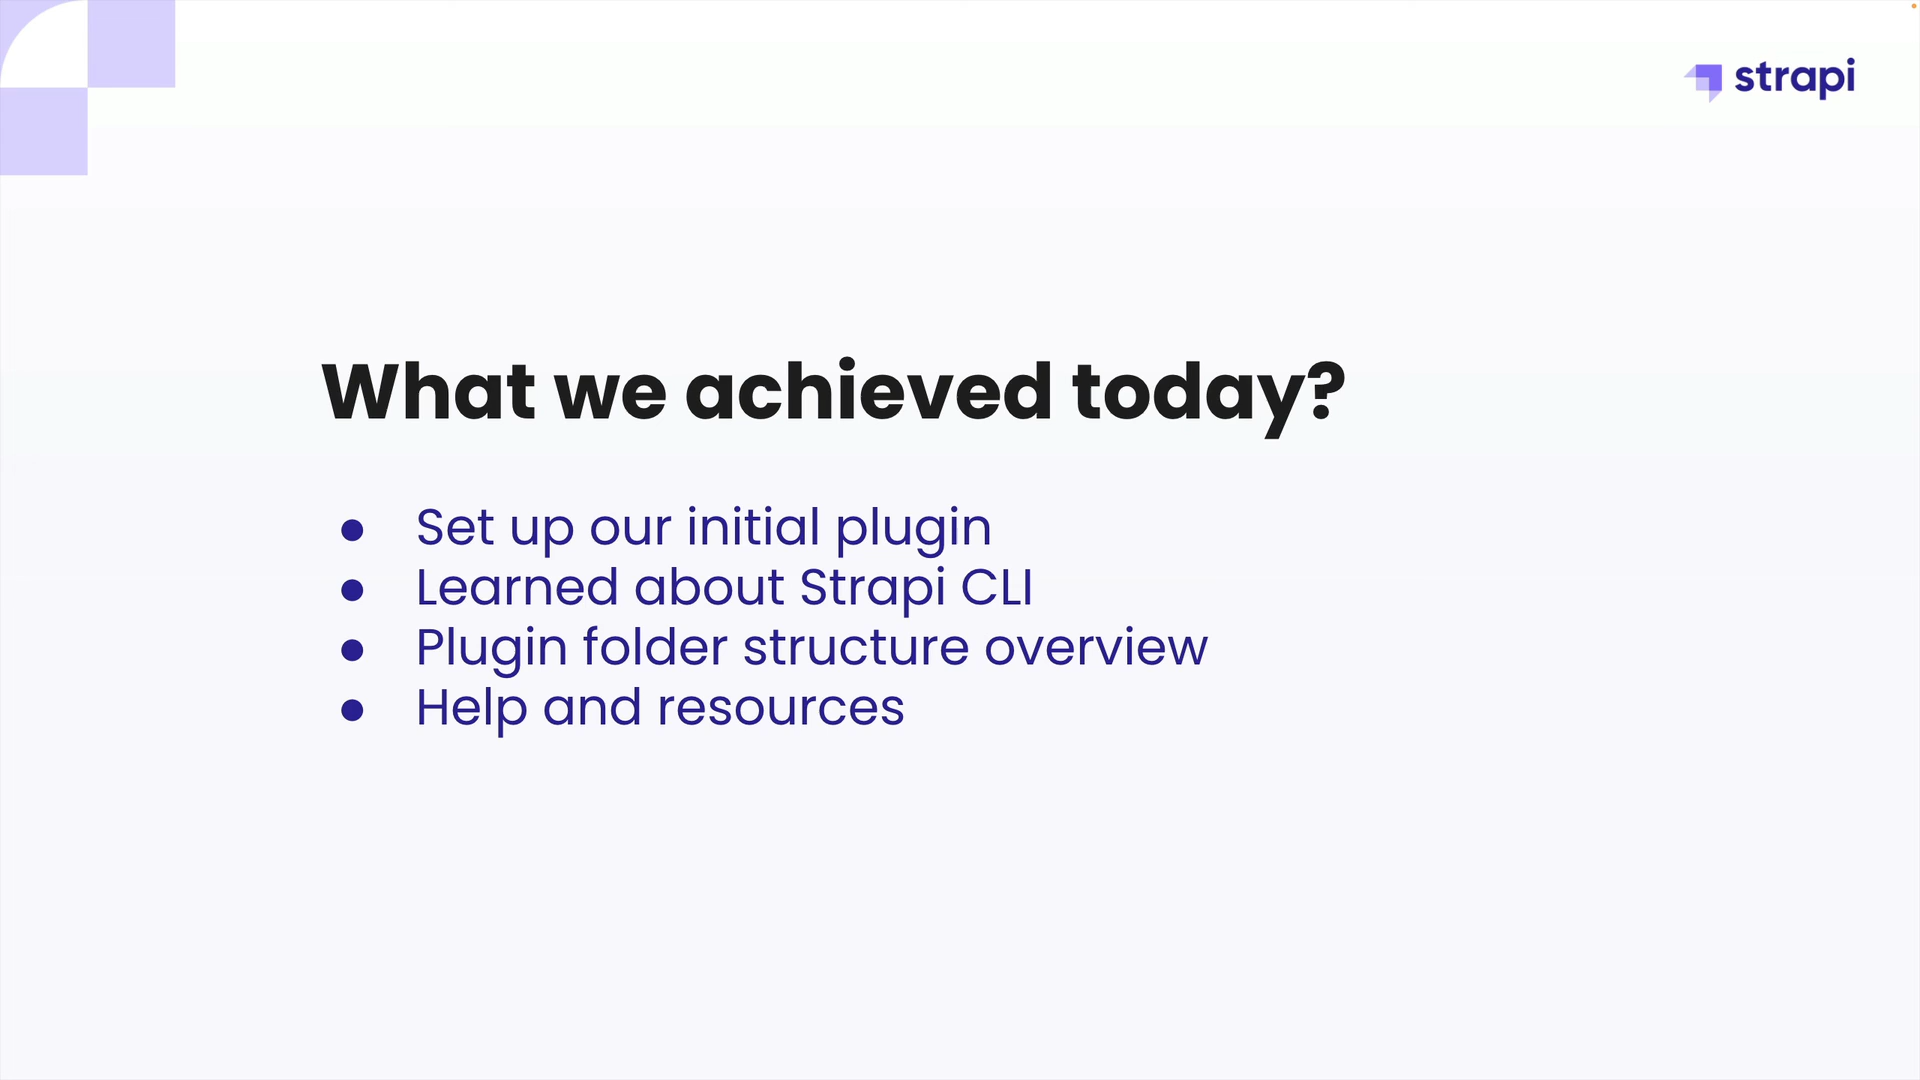 strapi
What we achieved today?
● Set up our initial plugin
● Learned about Strapi CLI
● Plugin folder structure overview
● Help and resources